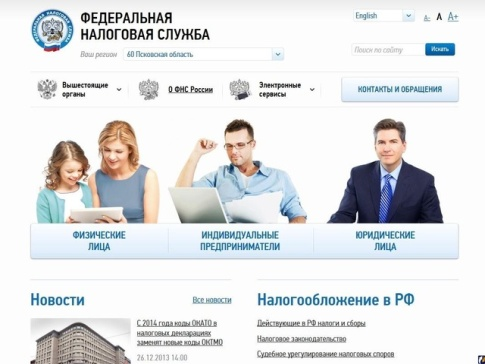 ФЕДЕРАЛЬНАЯ
НАЛОГОВАЯ СЛУЖБА
Ваш регион
60 Псковская область
English
A- A A+
Поиск по сайту
Искать
Вышестоящие
органы
О ФНС России
Электронные
сервисы
КОНТАКТЫ И ОБРАЩЕНИЯ
ФИЗИЧЕСКИЕ
ЛИЦА
ИНДИВИДУАЛЬНЫЕ
ПРЕДПРИНИМАТЕЛИ
ЮРИДИЧЕСКИЕ
ЛИЦА
Новости
Все новости
С 2014 года коды ОКАТО в
налоговых декларациях
заменят новые коды ОКТМО
26.12.2013 14:00
Налогообложение в РФ
Действующие в РФ налоги и сборы
Налоговое законодательство
Судебное урегулирование налоговых споров